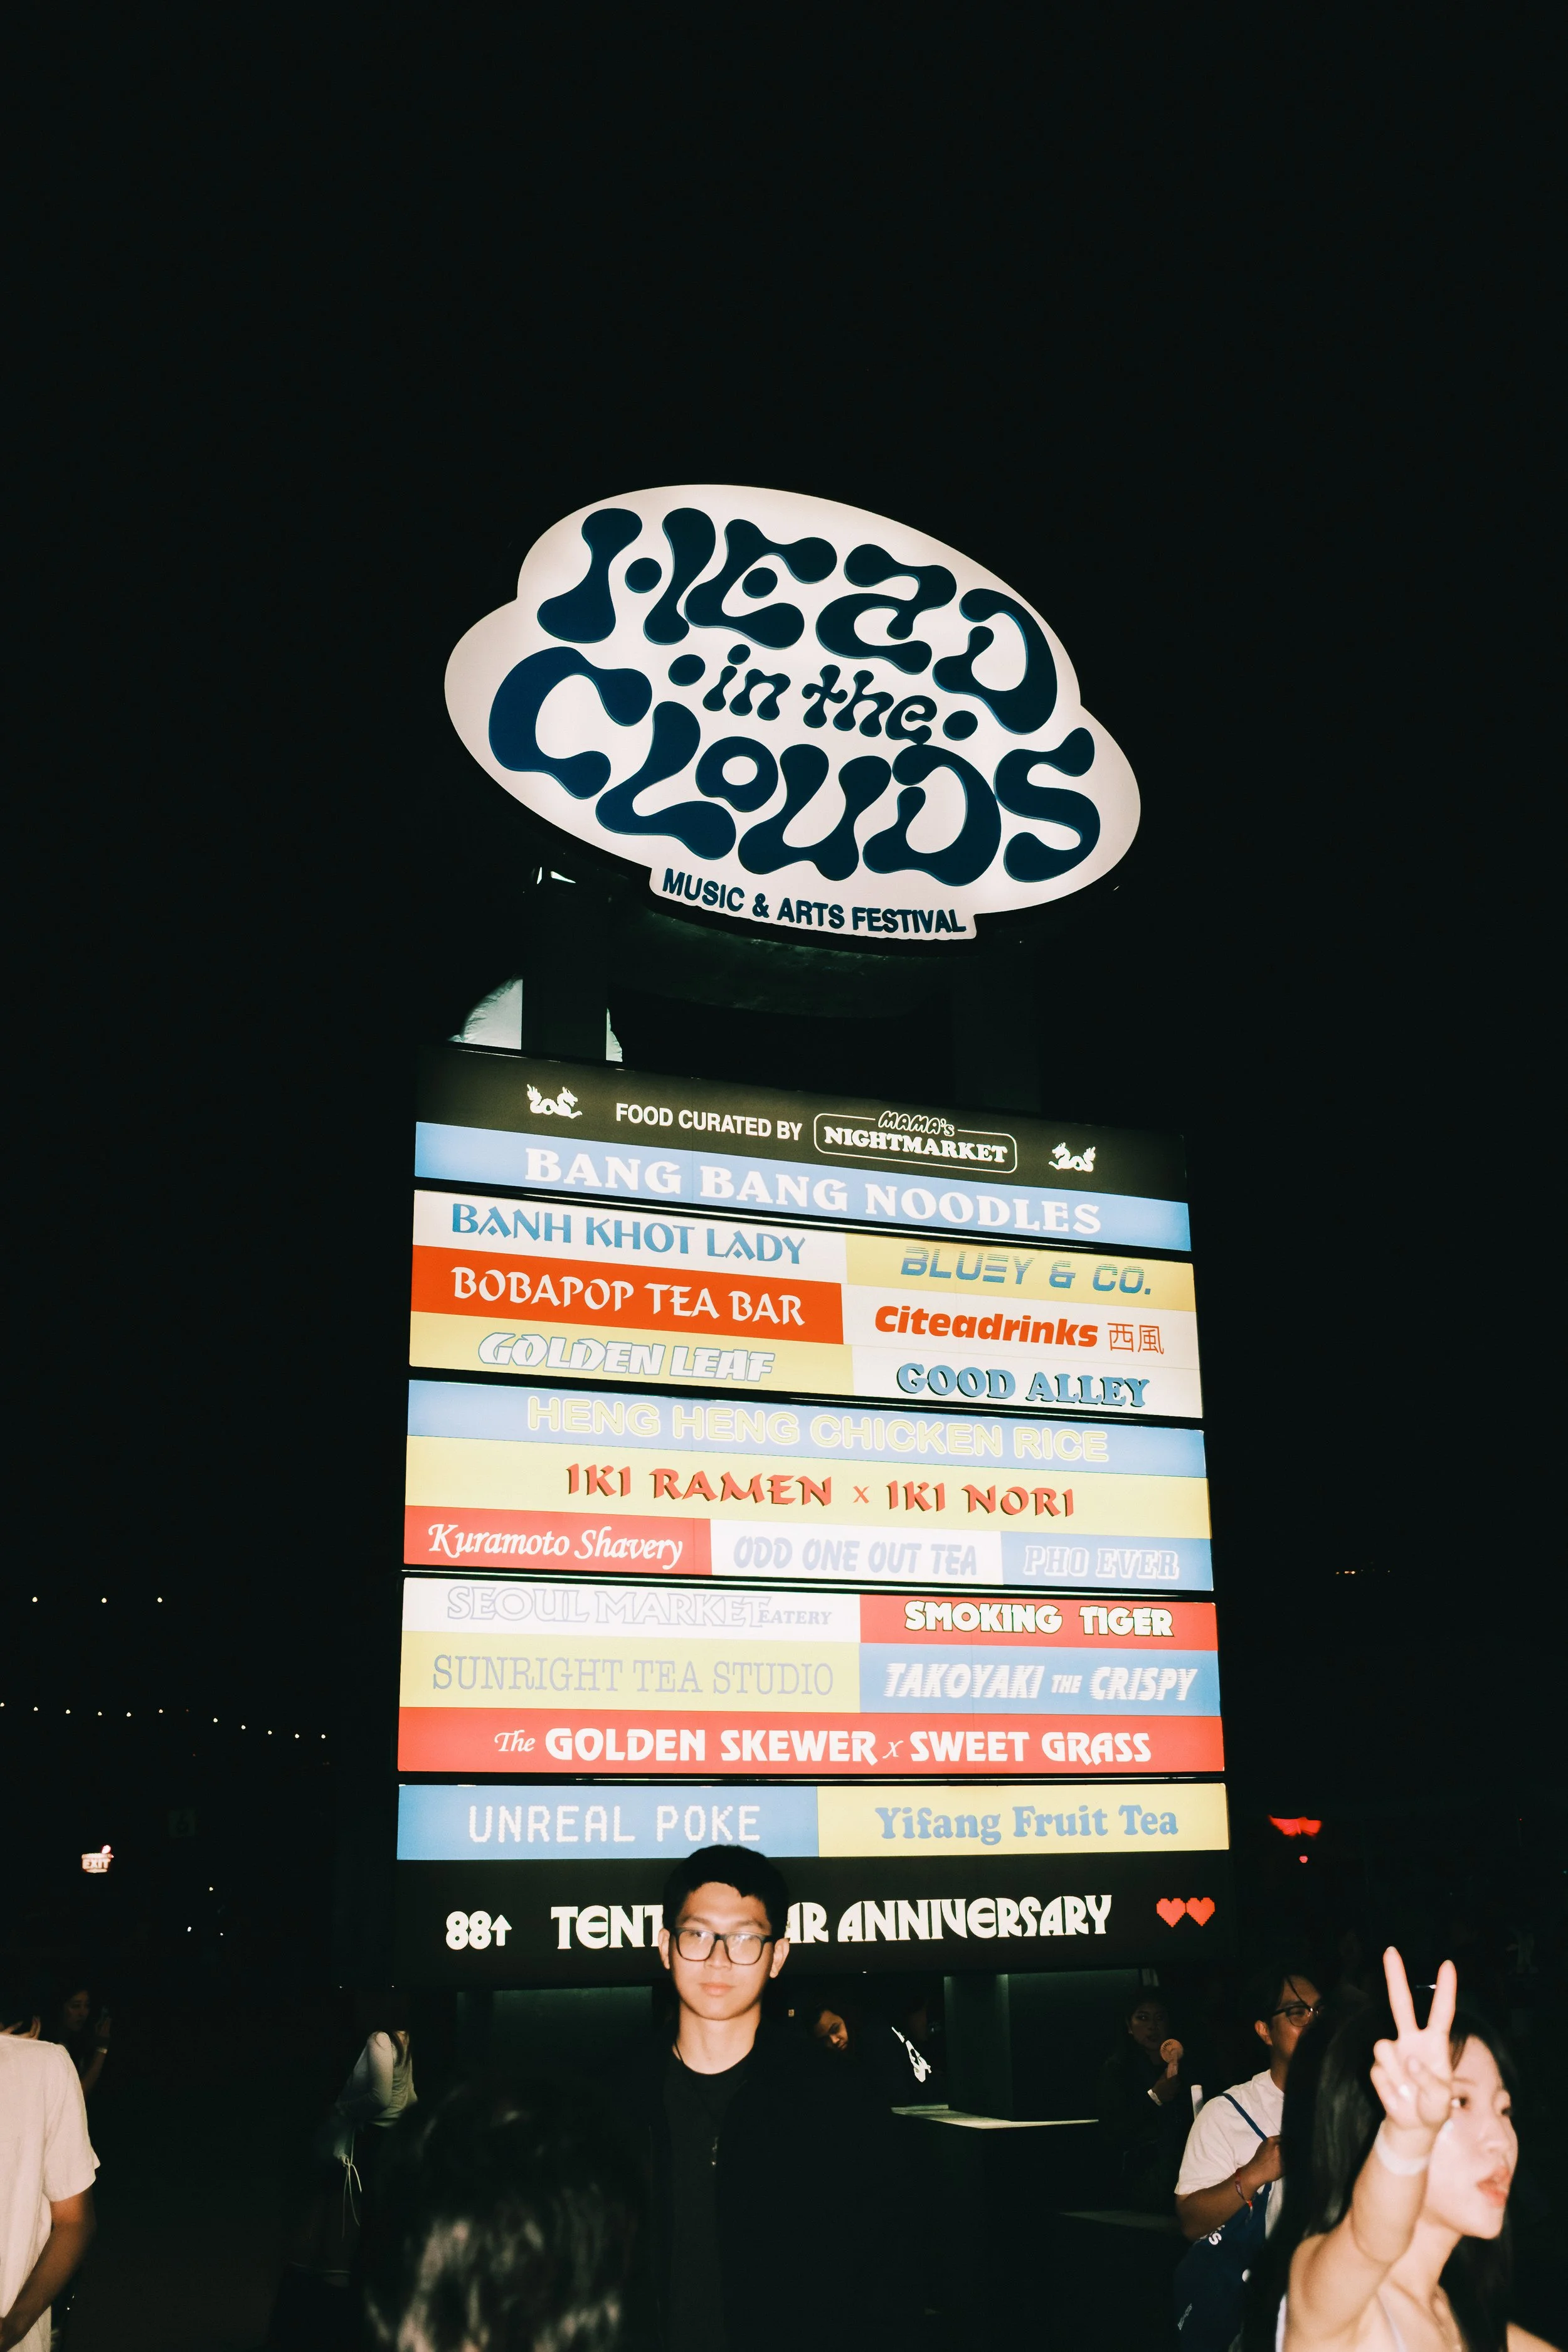 HEAD
in the
CLOUDS
MUSIC & ARTS FESTIVAL
FOOD CURATED BY MAMA's NIGHTMARKET
BANG BANG NOODLES
BANH KHOT LADY
BLUEY & CO.
BOBAPOP TEA BAR
Citeadrinks 西風
GOLDEN LEAF
GOOD ALLEY
HENG HENG CHICKEN RICE
IKI RAMEN x IKI NORI
Kuramoto Shavery
ODD ONE OUT TEA
PHO EVER
SEOUL MARKET EATERY
SMOKING TIGER
SUNRIGHT TEA STUDIO
TAKOYAKI THE CRISPY
The GOLDEN SKEWER x SWEET GRASS
UNREAL POKE
Yifang Fruit Tea
88↑ TENT AR ANNIVERSARY
EXIT